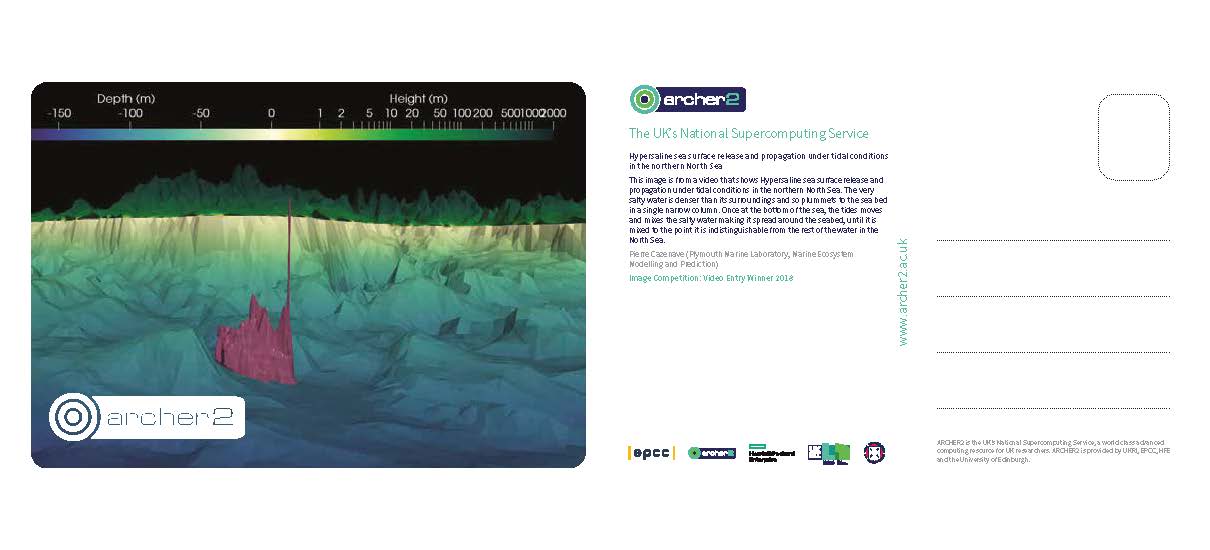 Depth (m) Height (m)
-150 -100 -50 0 1 2 5 10 20 50 100 200 500 1000 2000
archer2
archer2
The UK's National Supercomputing Service
Hypersaline sea surface release and propagation under tidal conditions
in the northern North Sea
This image is from a video that shows Hypersaline sea surface release and
propagation under tidal conditions in the northern North Sea. The very
salty water is denser than its surroundings and so plummets to the sea bed
in a single narrow column. Once at the bottom of the sea, the tides moves
and mixes the salty water making it spread around the seabed, until it is
mixed to the point it is indistinguishable from the rest of the water in the
North Sea.
Pierre Cazenave (Plymouth Marine Laboratory, Marine Ecosystem
Modelling and Prediction)
Image Competition: Video Entry Winner 2018
www.archer2.ac.uk
epcc
archer2
Hewlett Packard
Enterprise
ARCHER2 is the UK's National Supercomputing Service, a world class advanced
computing resource for UK researchers. ARCHER2 is provided by UKRI, EPCC, HPE
and the University of Edinburgh.